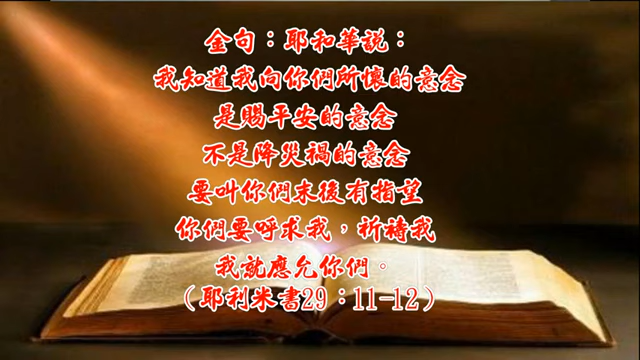 金句：耶和華說：
我知道我向你們所懷的意念
是賜平安的意念
不是降災禍的意念
要叫你們末後有指望
你們要呼求我，祈禱我
我就應允你們。
（耶利米書29：11-12）